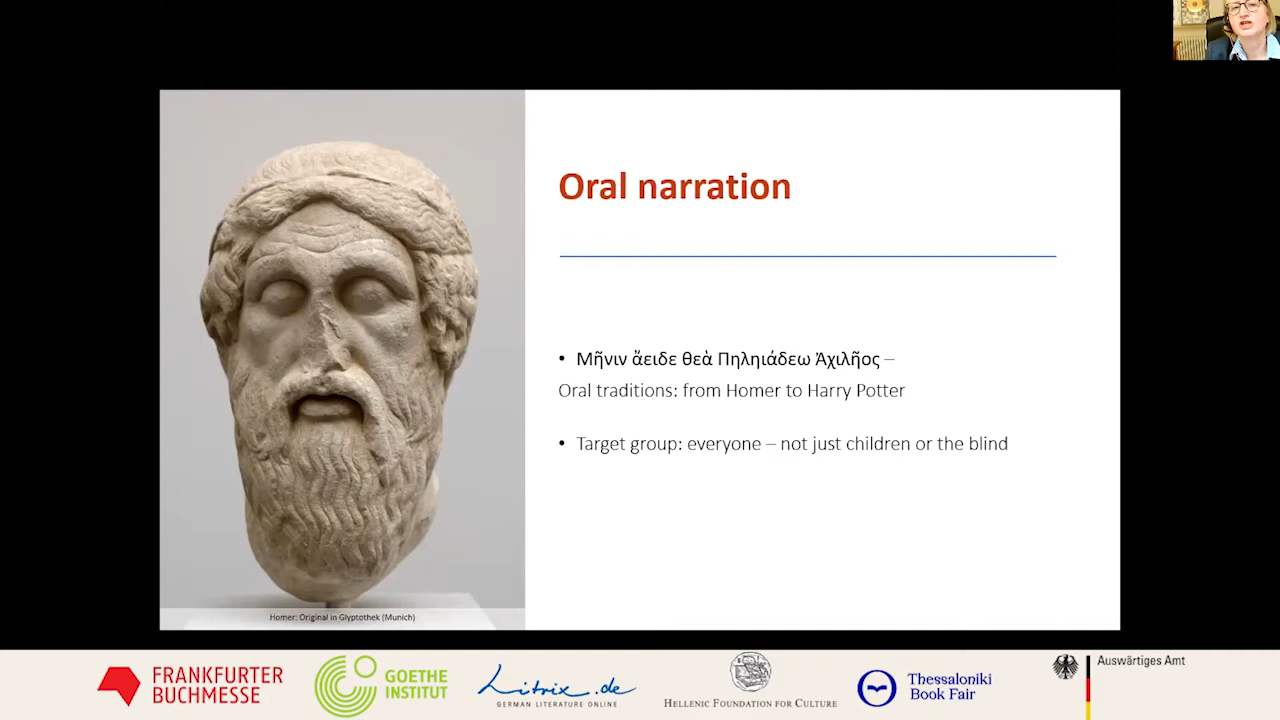 Oral narration
• Μῆνιν ἄειδε θεὰ Πηληιάδεω Ἀχιλῆος –
Oral traditions: from Homer to Harry Potter
• Target group: everyone – not just children or the blind
Homer: Original in Glyptothek (Munich)
FRANKFURTER
BUCHMESSE
GOETHE
INSTITUT
Litrix.de
GERMAN LITERATURE ONLINE
HELLENIC FOUNDATION FOR CULTURE
Thessaloniki
Book Fair
Auswärtiges Amt